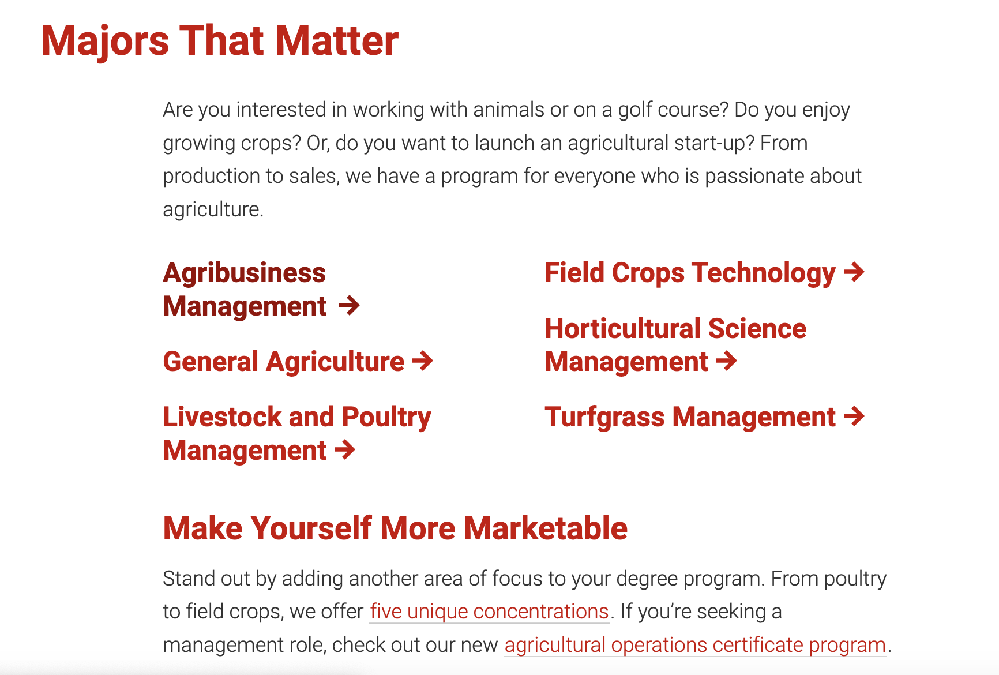 Majors That Matter
Are you interested in working with animals or on a golf course? Do you enjoy
growing crops? Or, do you want to launch an agricultural start-up? From
production to sales, we have a program for everyone who is passionate about
agriculture.
Agribusiness
Management →
General Agriculture →
Livestock and Poultry
Management →
Field Crops Technology →
Horticultural Science
Management →
Turfgrass Management →
Make Yourself More Marketable
Stand out by adding another area of focus to your degree program. From poultry
to field crops, we offer five unique concentrations. If you’re seeking a
management role, check out our new agricultural operations certificate program.